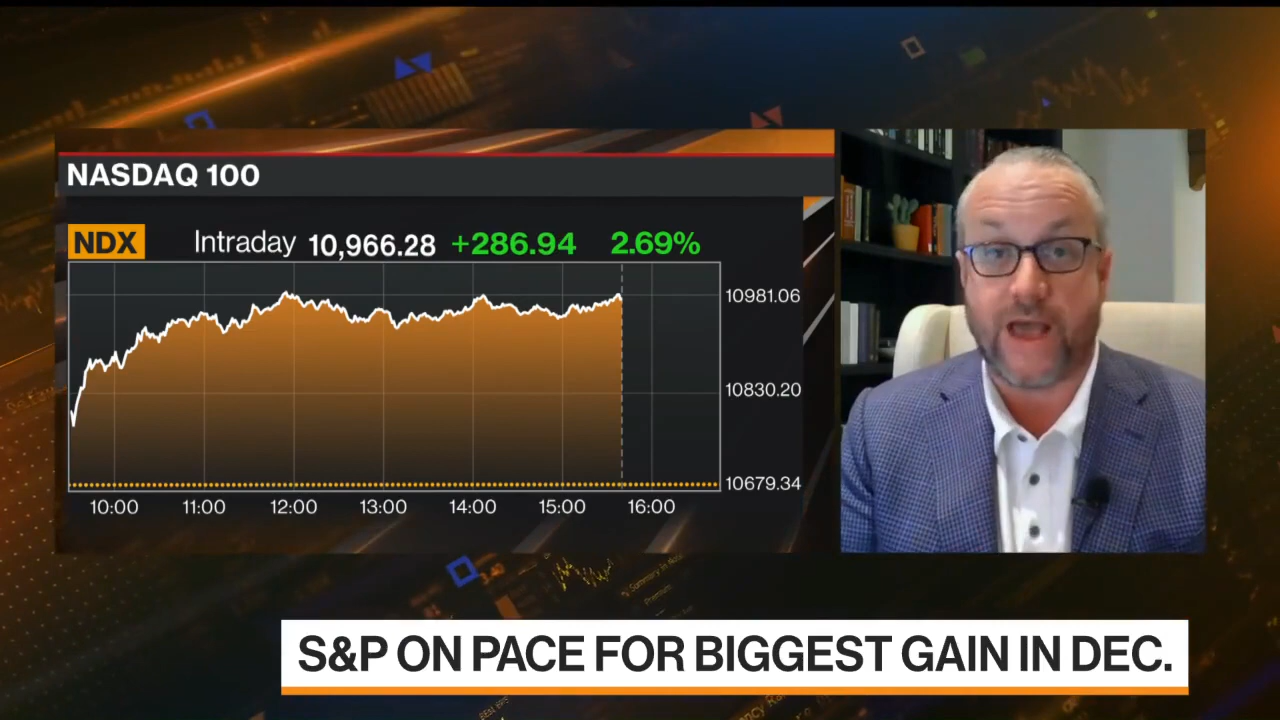 NASDAQ 100
NDX Intraday 10,966.28 +286.94 2.69%
10981.06
10830.20
10679.34
10:00 11:00 12:00 13:00 14:00 15:00 16:00
S&P ON PACE FOR BIGGEST GAIN IN DEC.